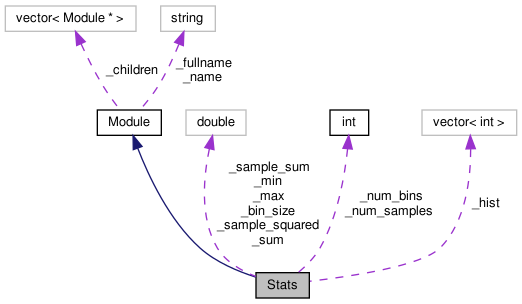 vector< Module * >
string
_children
_fullname
_name
Module
double
int
vector< int >
_sample_sum
_min
_max
_bin_size
_sample_squared
_sum
_num_bins
_num_samples
_hist
Stats